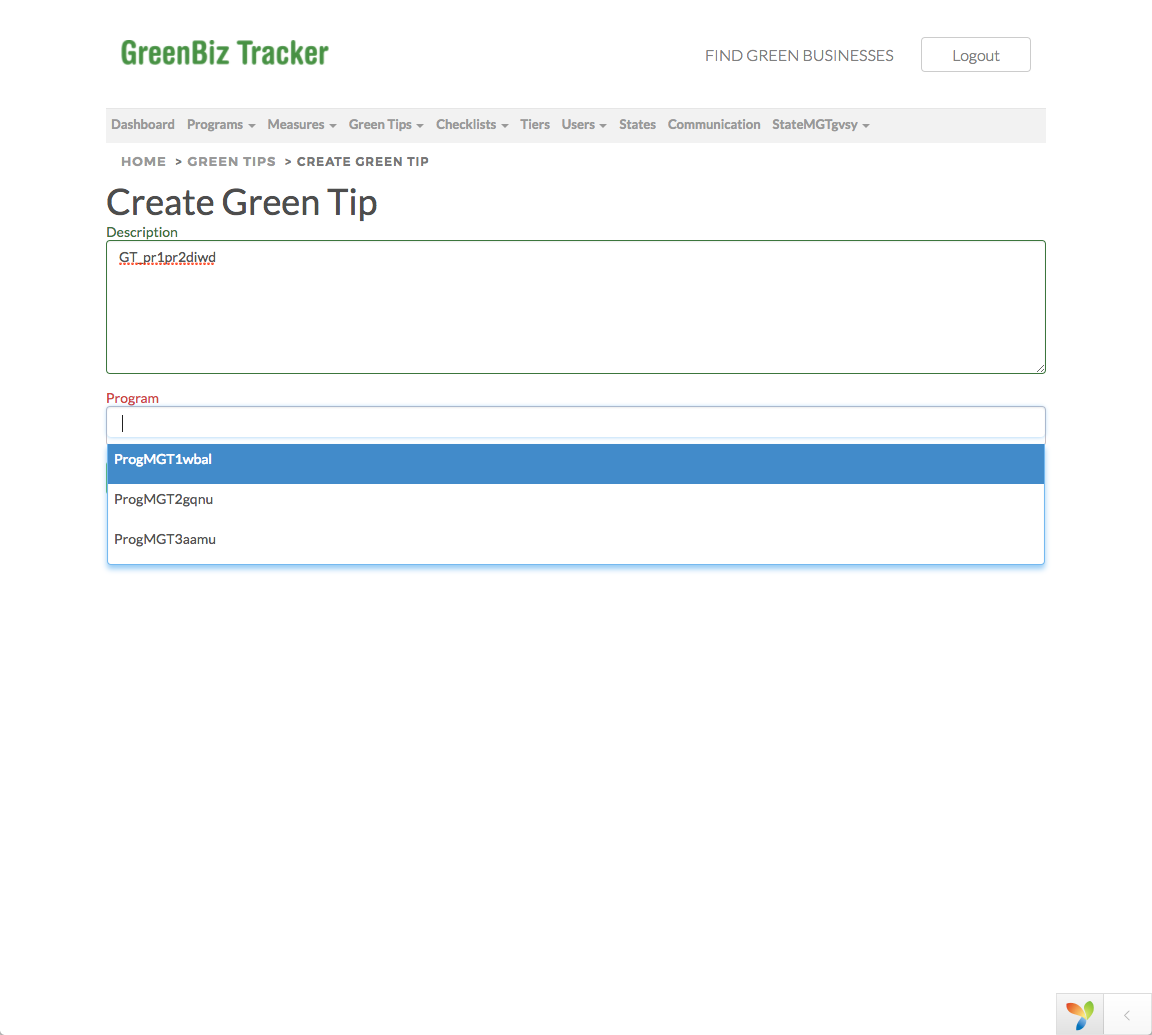 GreenBiz Tracker
FIND GREEN BUSINESSES
Logout
Dashboard Programs Measures Green Tips Checklists Tiers Users States Communication StateMGTgvsy
HOME > GREEN TIPS > CREATE GREEN TIP
Create Green Tip
Description
GT_pr1pr2diwd
Program
ProgMGT1wbal
ProgMGT2gqnu
ProgMGT3aamu